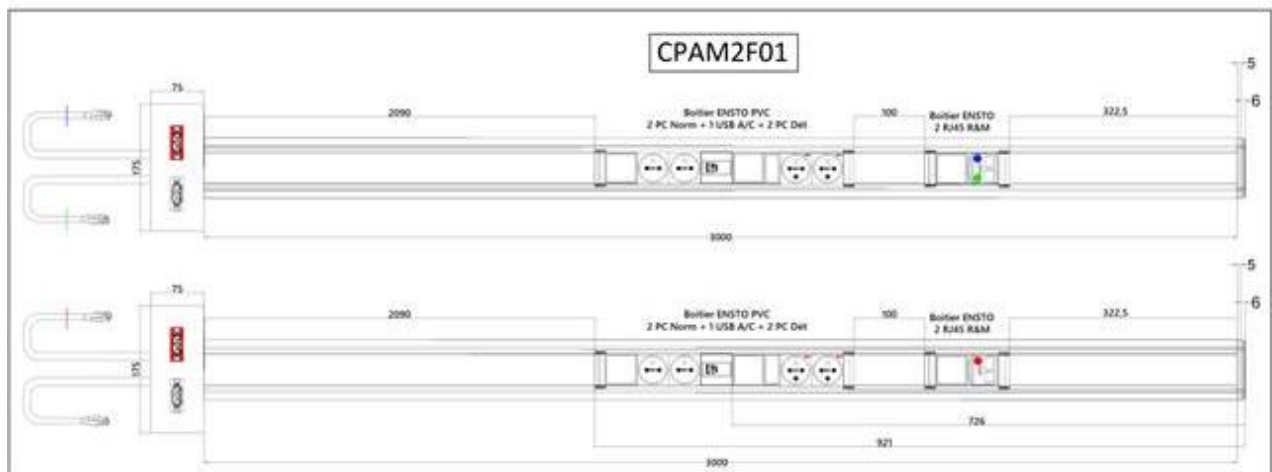 CPAM2F01
5
75
6
2090
Boitier ENSTO PVC
2 PC Norm + 1 USB A/C + 2 PC Det
100
Boitier ENSTO
2 RJ45 R&M
322,5
175
3000
5
75
6
2090
Boitier ENSTO PVC
2 PC Norm + 1 USB A/C + 2 PC Det
100
Boitier ENSTO
2 RJ45 R&M
322,5
175
726
921
3000